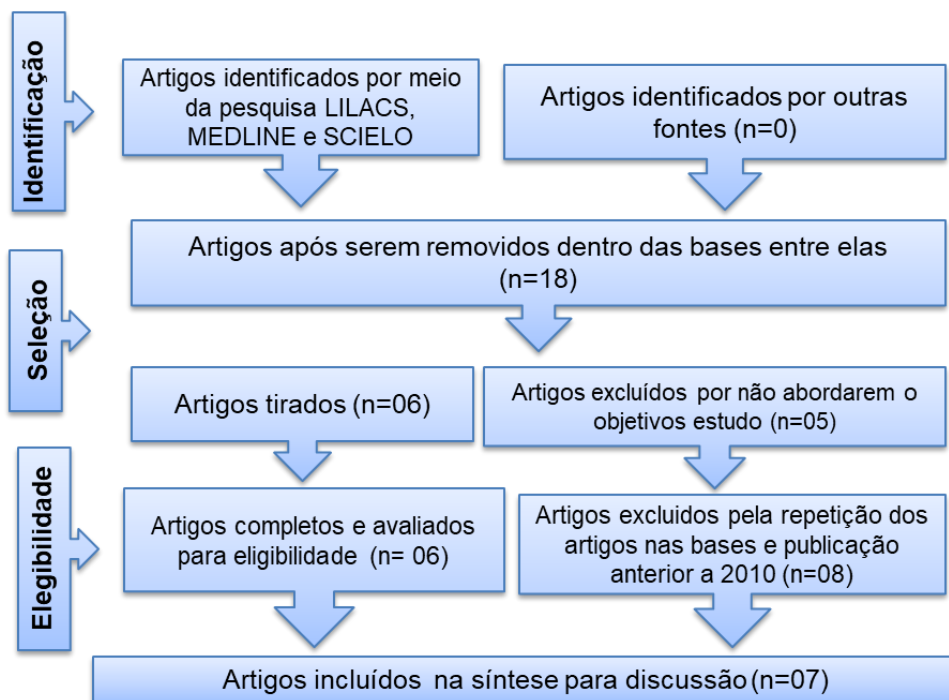 Identificação
Artigos identificados por meio
da pesquisa LILACS,
MEDLINE e SCIELO
Artigos identificados por outras
fontes (n=0)
Seleção
Artigos após serem removidos dentro das bases entre elas
(n=18)
Artigos tirados (n=06)
Artigos excluídos por não abordarem o
objetivos estudo (n=05)
Elegibilidade
Artigos completos e avaliados
para eligibilidade (n= 06)
Artigos excluidos pela repetição dos
artigos nas bases e publicação
anterior a 2010 (n=08)
Artigos incluídos na síntese para discussão (n=07)